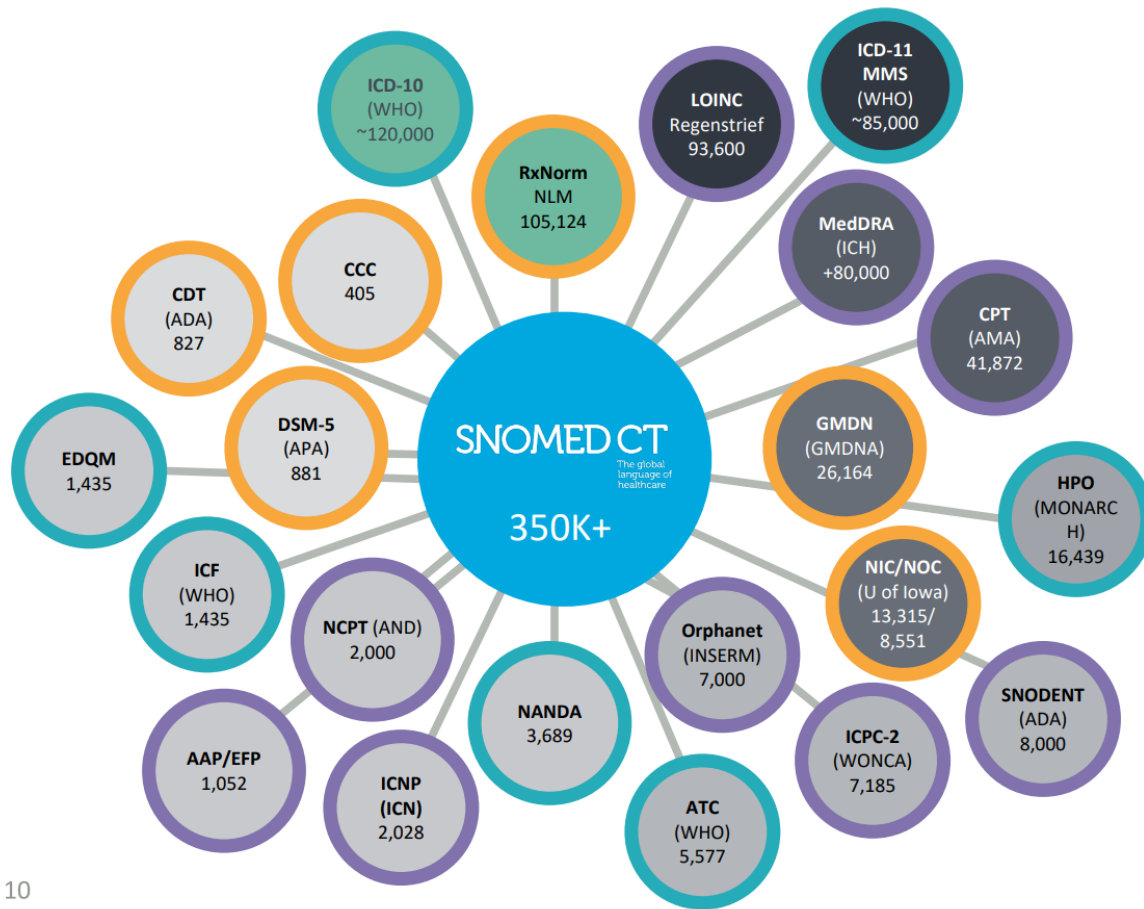 ICD-10
(WHO)
~120,000
RxNorm
NLM
105,124
LOINC
Regenstrief
93,600
ICD-11
MMS
(WHO)
~85,000
MedDRA
(ICH)
+80,000
CPT
(AMA)
41,872
CCC
405
CDT
(ADA)
827
DSM-5
(APA)
881
SNOMED CT
The global
language of
healthcare
350K+
GMDN
(GMDNA)
26,164
HPO
(MONARC
H)
16,439
EDQM
1,435
ICF
(WHO)
1,435
NIC/NOC
(U of Iowa)
13,315/
8,551
NCPT (AND)
2,000
Orphanet
(INSERM)
7,000
SNODENT
(ADA)
8,000
NANDA
3,689
ICPC-2
(WONCA)
7,185
AAP/EFP
1,052
ICNP
(ICN)
2,028
ATC
(WHO)
5,577
10